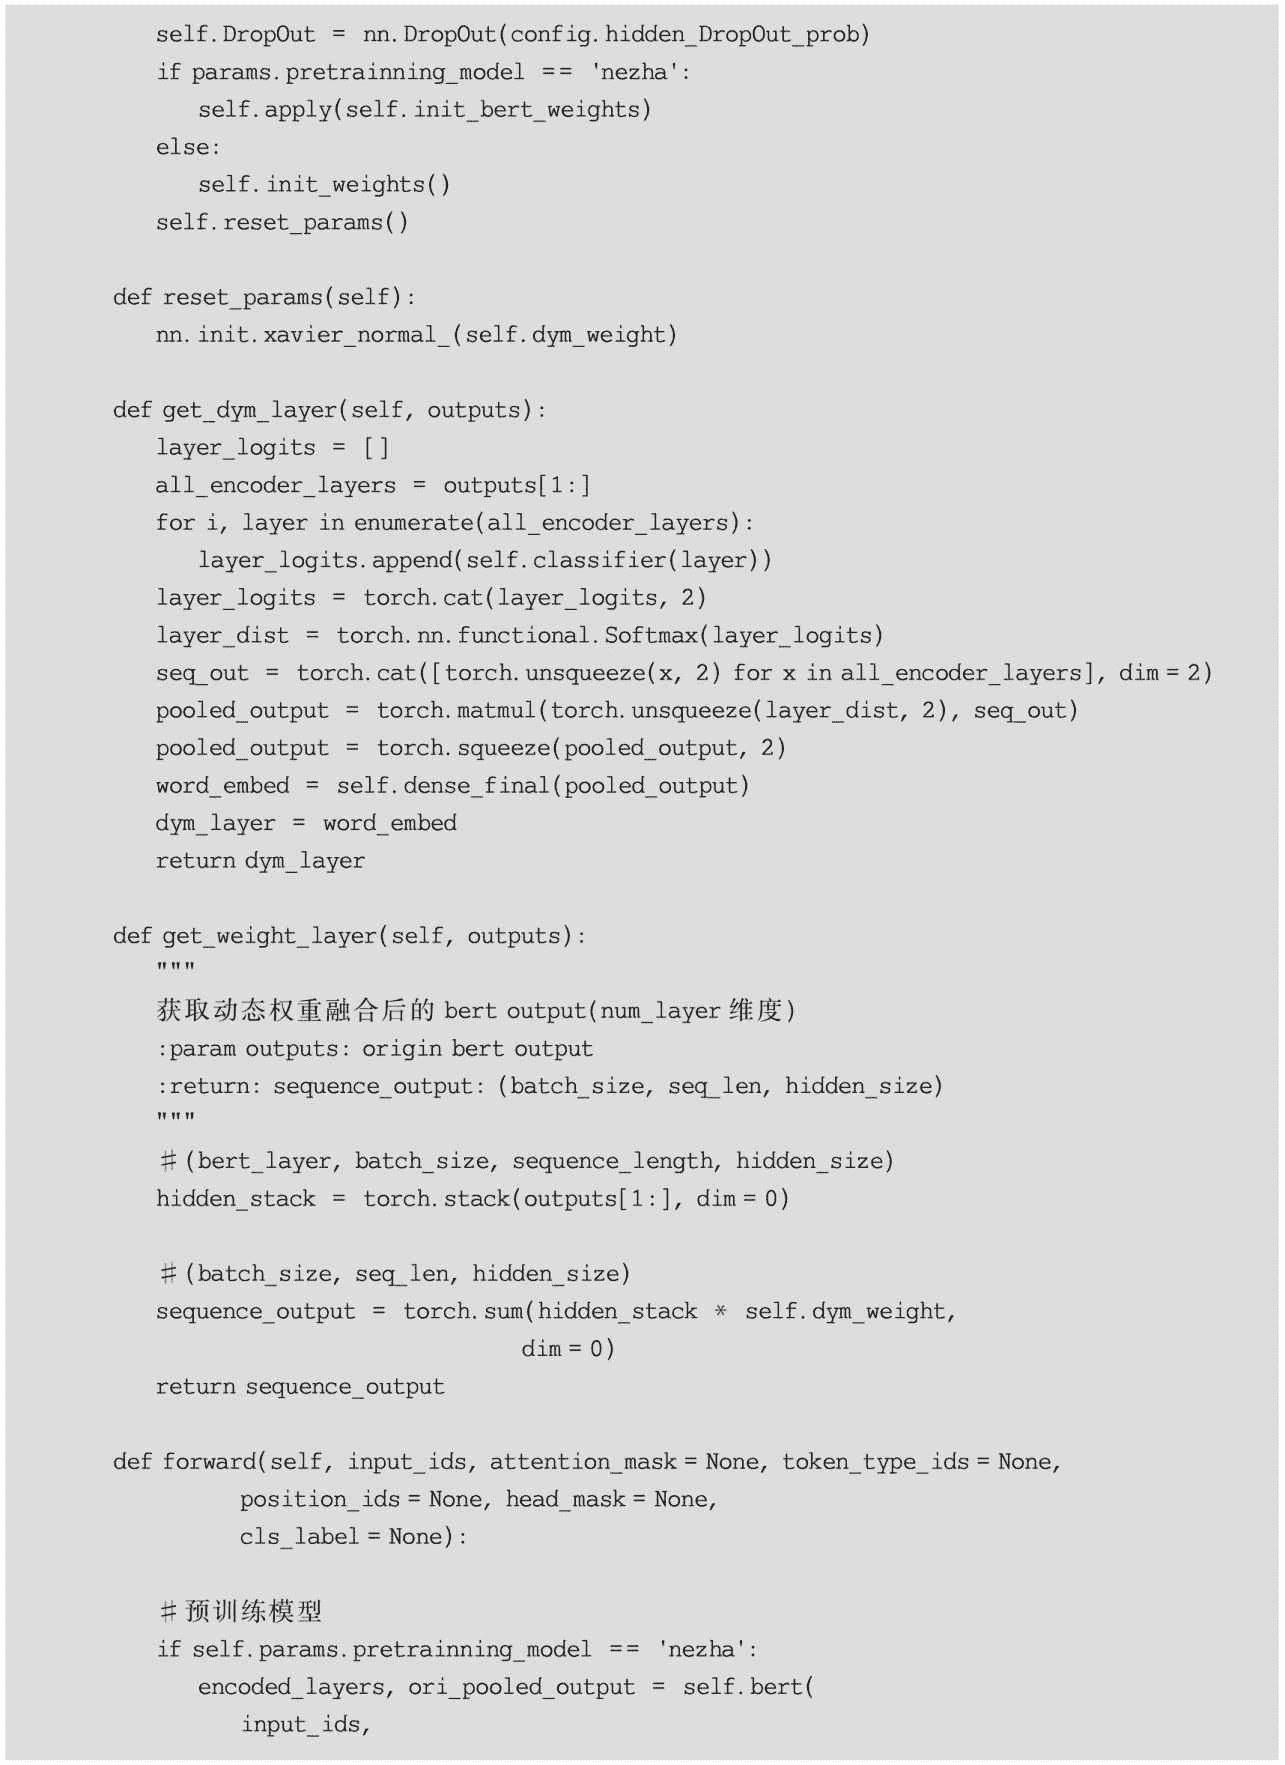 self.DropOut = nn.DropOut(config.hidden_DropOut_prob)
if params.pretrainning_model == 'nezha':
self.apply(self.init_bert_weights)
else:
self.init_weights()
self.reset_params()
def reset_params(self):
nn.init.xavier_normal_(self.dym_weight)
def get_dym_layer(self, outputs):
layer_logits = []
all_encoder_layers = outputs[1:]
for i, layer in enumerate(all_encoder_layers):
layer_logits.append(self.classifier(layer))
layer_logits = torch.cat(layer_logits, 2)
layer_dist = torch.nn.functional.Softmax(layer_logits)
seq_out = torch.cat([torch.unsqueeze(x, 2) for x in all_encoder_layers], dim=2)
pooled_output = torch.matmul(torch.unsqueeze(layer_dist, 2), seq_out)
pooled_output = torch.squeeze(pooled_output, 2)
word_embed = self.dense_final(pooled_output)
dym_layer = word_embed
return dym_layer
def get_weight_layer(self, outputs):
"""
获取动态权重融合后的 bert output(num_layer 维度)
:param outputs: origin bert output
:return: sequence_output: (batch_size, seq_len, hidden_size)
"""
#(bert_layer, batch_size, sequence_length, hidden_size)
hidden_stack = torch.stack(outputs[1:], dim=0)
#(batch_size, seq_len, hidden_size)
sequence_output = torch.sum(hidden_stack * self.dym_weight,
dim=0)
return sequence_output
def forward(self, input_ids, attention_mask=None, token_type_ids=None,
position_ids=None, head_mask=None,
cls_label=None):
#预训练模型
if self.params.pretrainning_model == 'nezha':
encoded_layers, ori_pooled_output = self.bert(
input_ids,